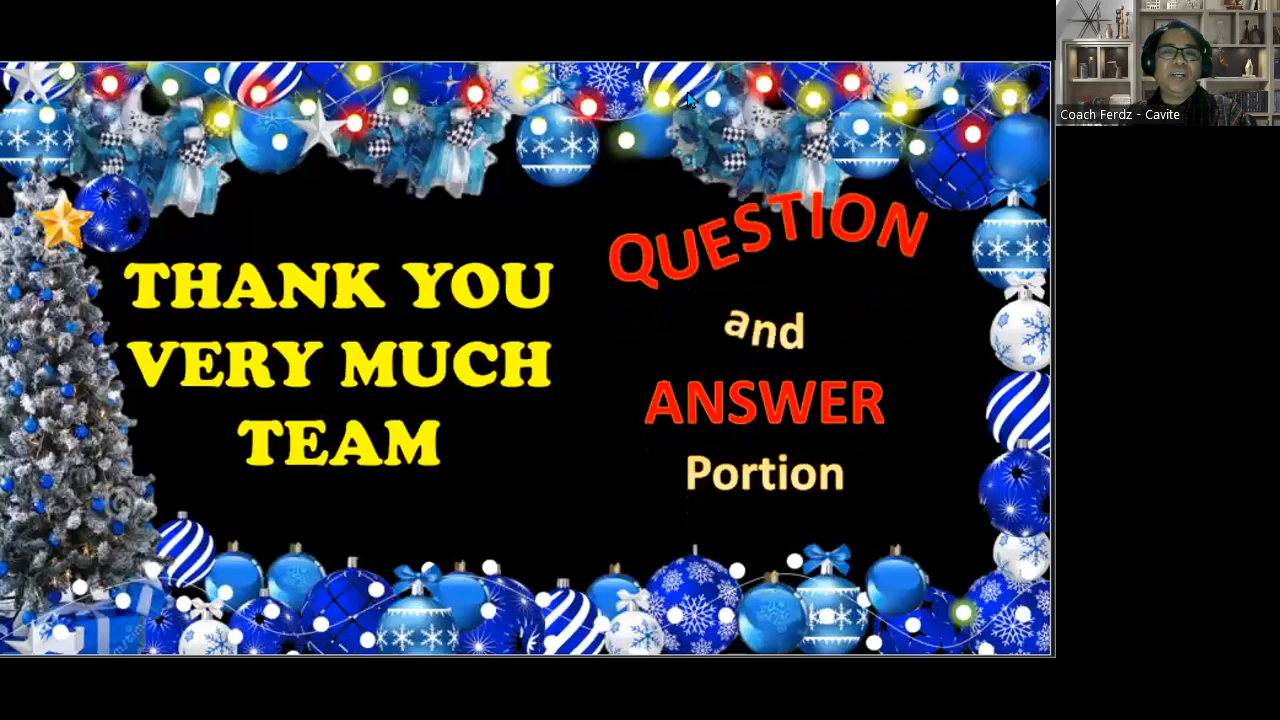 THANK YOU
VERY MUCH
TEAM
QUESTION
and
ANSWER
Portion
Coach Ferdz - Cavite